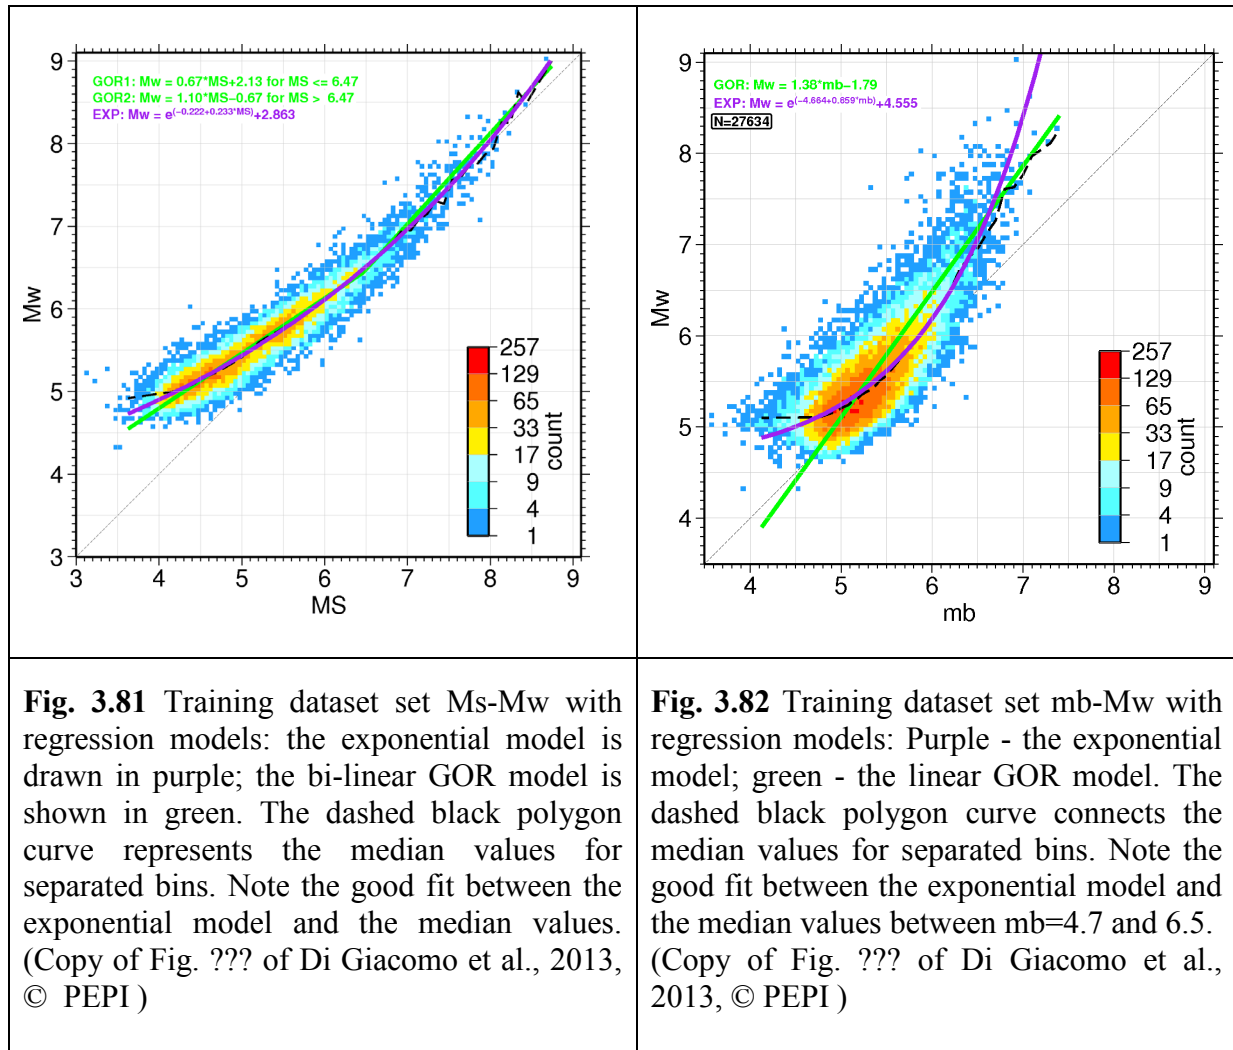 GOR1: Mw = 0.67*MS+2.13 for MS <= 6.47
GOR2: Mw = 1.10*MS−0.67 for MS > 6.47
EXP: Mw = e(−0.222+0.233*MS)+2.863
9
8
7
6
5
4
3
Mw
257
129
65
33
17
9
4
1
count
3 4 5 6 7 8 9
MS
GOR: Mw = 1.38*mb−1.79
EXP: Mw = e(−4.664+0.859*mb)+4.555
N=27634
9
8
7
6
5
4
Mw
257
129
65
33
17
9
4
1
count
4 5 6 7 8 9
mb
Fig. 3.81 Training dataset set Ms-Mw with
regression models: the exponential model is
drawn in purple; the bi-linear GOR model is
shown in green. The dashed black polygon
curve represents the median values for
separated bins. Note the good fit between the
exponential model and the median values.
(Copy of Fig. ??? of Di Giacomo et al., 2013,
© PEPI )
Fig. 3.82 Training dataset set mb-Mw with
regression models: Purple - the exponential
model; green - the linear GOR model. The
dashed black polygon curve connects the
median values for separated bins. Note the
good fit between the exponential model and
the median values between mb=4.7 and 6.5.
(Copy of Fig. ??? of Di Giacomo et al.,
2013, © PEPI )